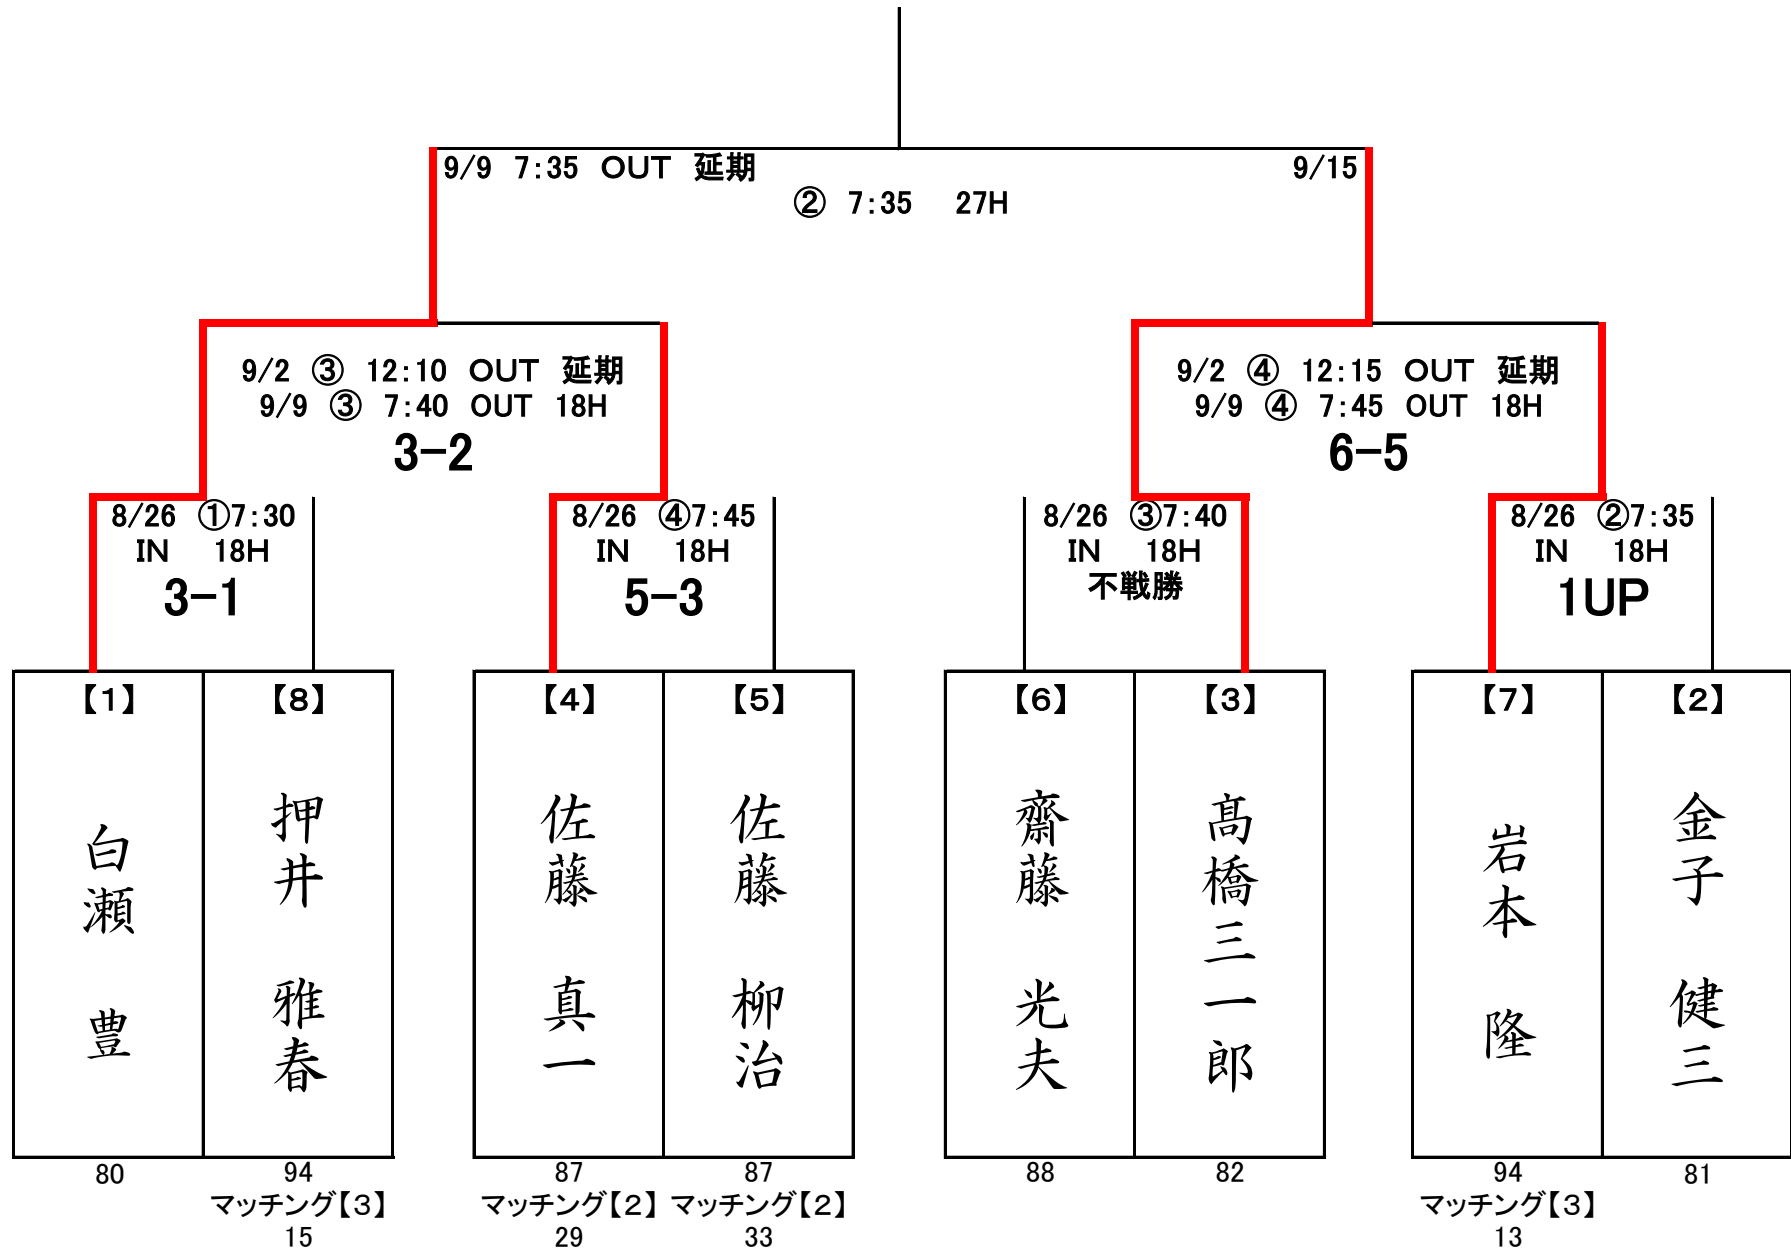 9/9 7:35 OUT 延期 9/15
② 7:35 27H
9/2 ③ 12:10 OUT 延期
9/9 ③ 7:40 OUT 18H
3-2
9/2 ④ 12:15 OUT 延期
9/9 ④ 7:45 OUT 18H
6-5
8/26 ①7:30
IN 18H
3-1
8/26 ④7:45
IN 18H
5-3
8/26 ③7:40
IN 18H
不戦勝
8/26 ②7:35
IN 18H
1UP
【1】
白瀬 豊
80
【8】
押井 雅春
94
マッチング【3】
15
【4】
佐藤 真一
87
マッチング【2】
29
【5】
佐藤 柳治
87
マッチング【2】
33
【6】
齋藤 光夫
88
【3】
髙橋三一郎
82
【7】
岩本 隆
94
マッチング【3】
13
【2】
金子 健三
81